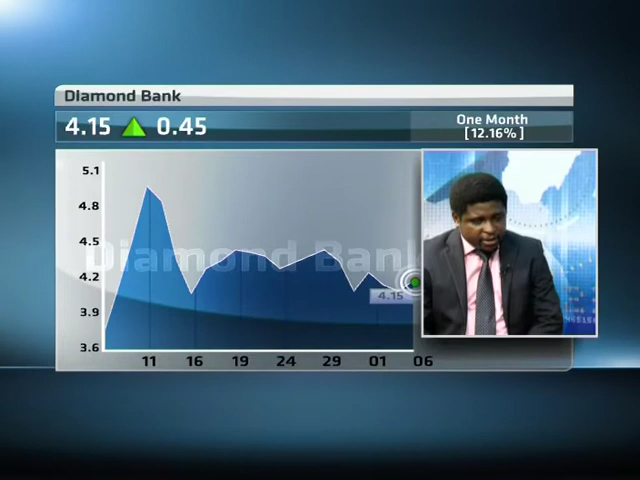 Diamond Bank
4.15 0.45
One Month
[12.16%]
5.1
4.8
4.5
4.2
3.9
3.6
Diamond Bank
4.15
11 16 19 24 29 01 06